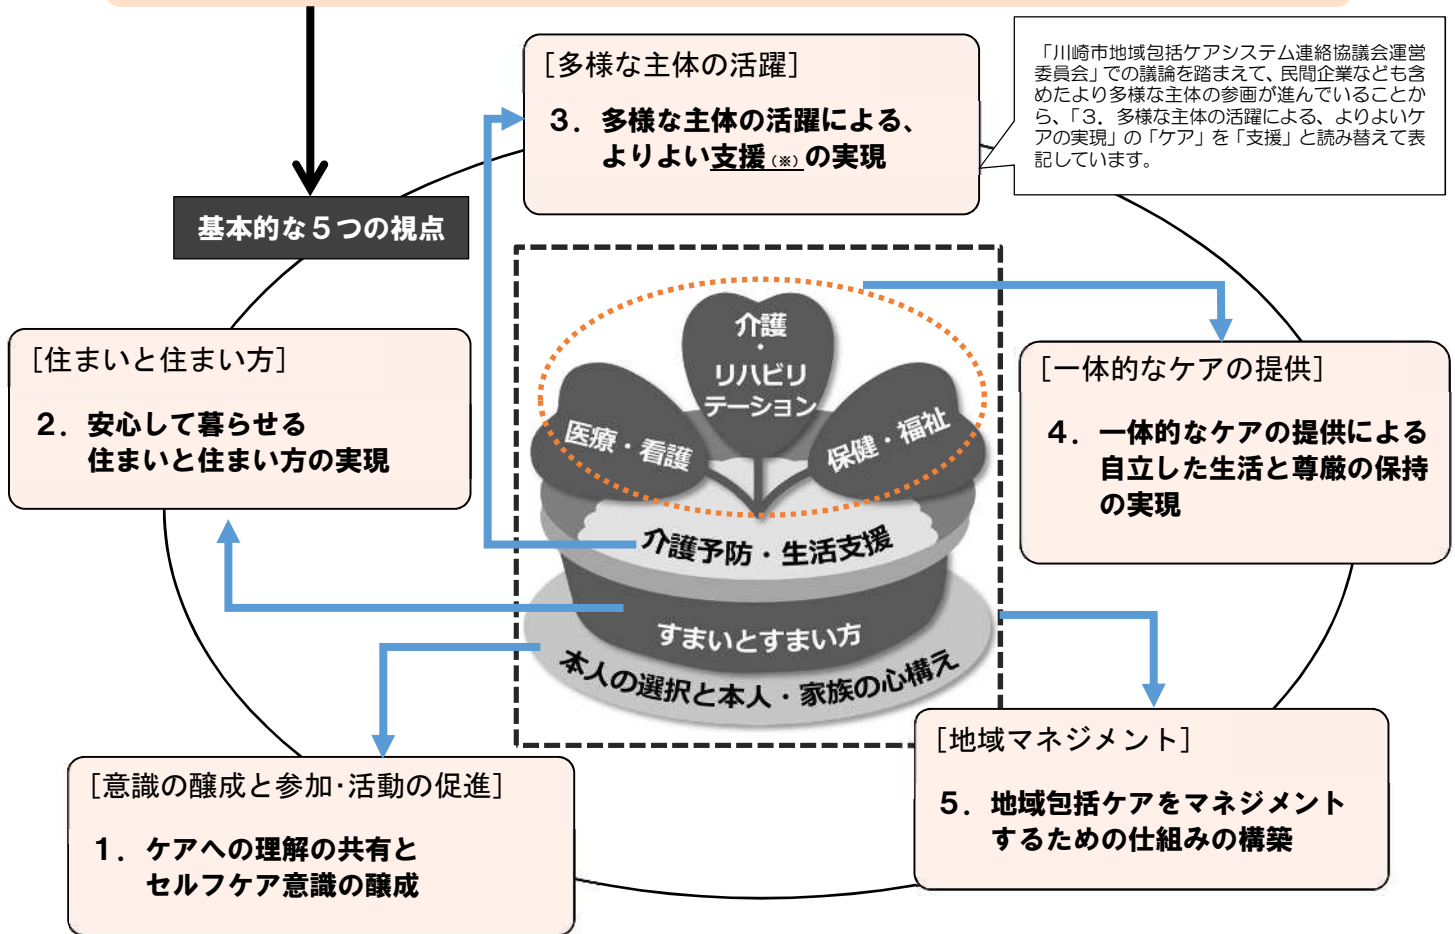 [多様な主体の活躍]
３．多様な主体の活躍による、
よりよい支援（※）の実現
「川崎市地域包括ケアシステム連絡協議会運営
委員会」での議論を踏まえて、民間企業なども含
めたより多様な主体の参画が進んでいることか
ら、「３．多様な主体の活躍による、よりよいケ
アの実現」の「ケア」を「支援」と読み替えて表
記しています。
基本的な５つの視点
[住まいと住まい方]
２．安心して暮らせる
住まいと住まい方の実現
介護
・
リハビリ
テーション
医療・看護
保健・福祉
介護予防・生活支援
すまいとすまい方
本人の選択と本人・家族の心構え
[一体的なケアの提供]
４．一体的なケアの提供による
自立した生活と尊厳の保持
の実現
[意識の醸成と参加･活動の促進]
１．ケアへの理解の共有と
セルフケア意識の醸成
[地域マネジメント]
５．地域包括ケアをマネジメント
するための仕組みの構築